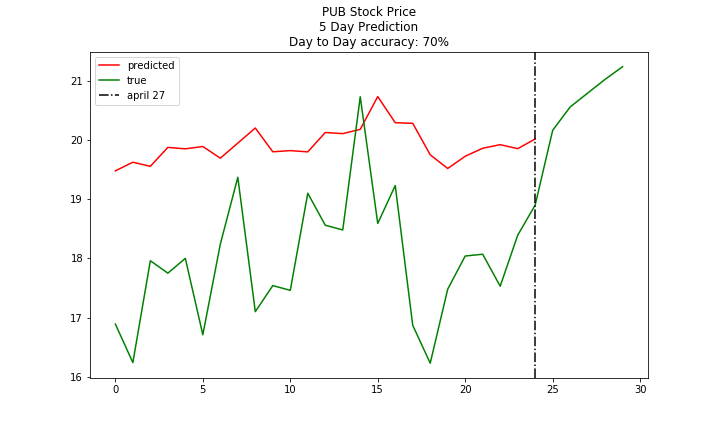 PUB Stock Price
5 Day Prediction
Day to Day accuracy: 70%
predicted
true
april 27
21
20
19
18
17
16
0 5 10 15 20 25 30